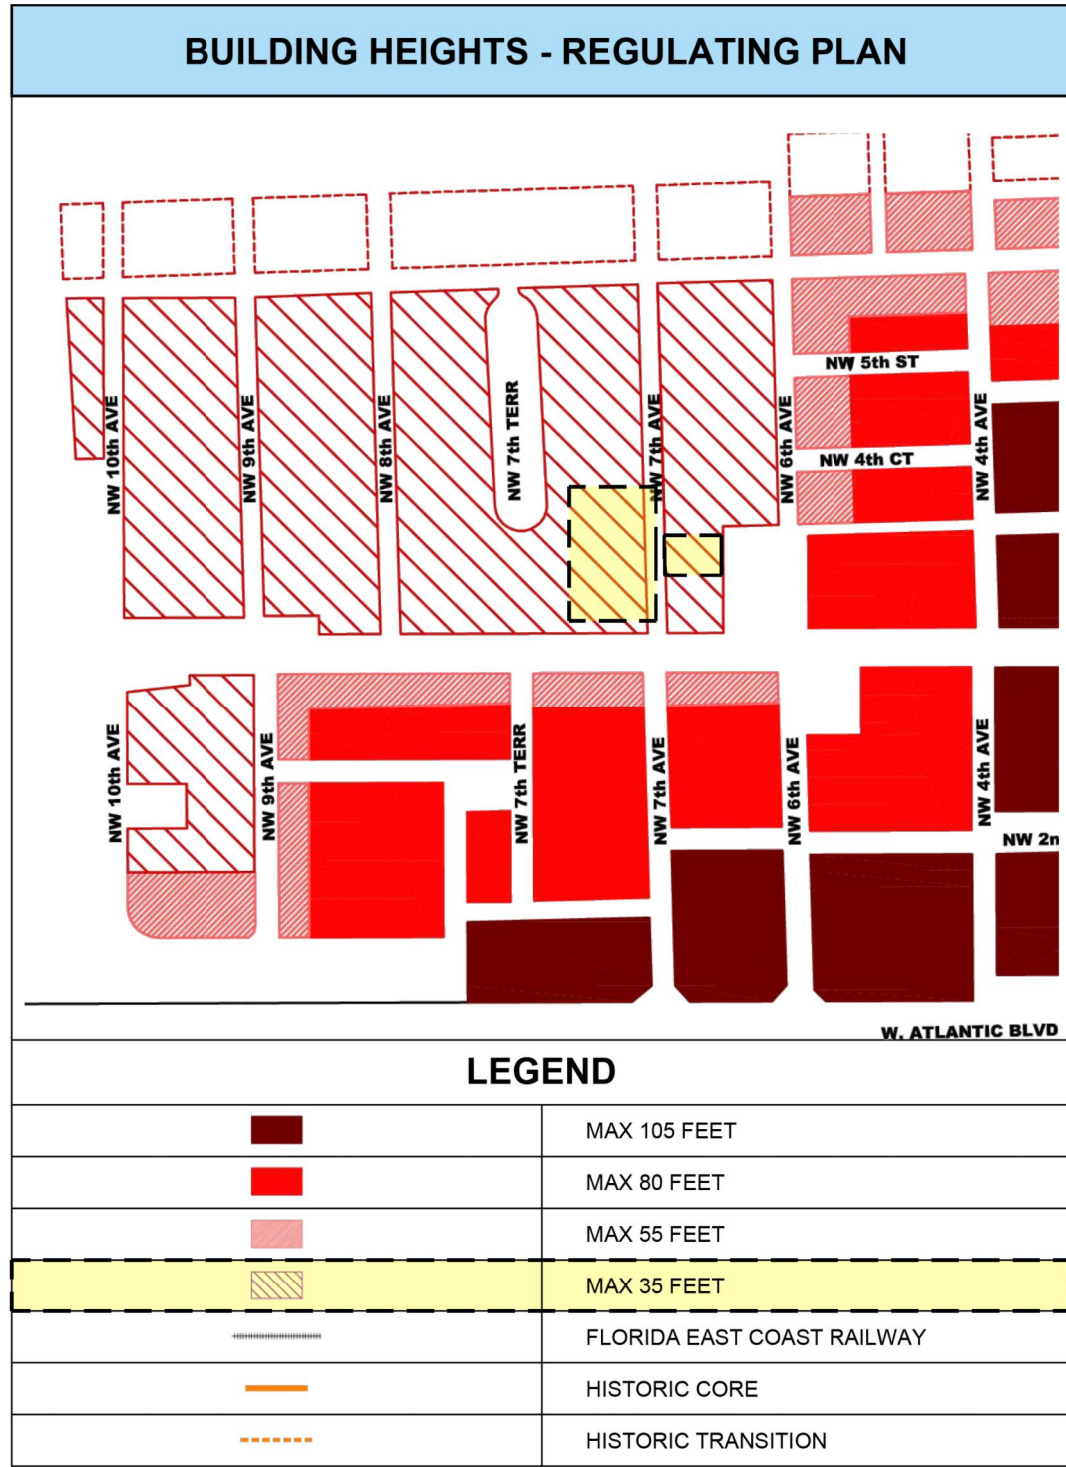 BUILDING HEIGHTS - REGULATING PLAN
NW 5th ST
NW 10th AVE
NW 9th AVE
NW 8th AVE
NW 7th TERR
NW 7th AVE
NW 6th AVE
NW 4th AVE
NW 4th CT
NW 10th AVE
NW 9th AVE
NW 7th TERR
NW 7th AVE
NW 6th AVE
NW 4th AVE
NW 2n
W. ATLANTIC BLVD
LEGEND
MAX 105 FEET
MAX 80 FEET
MAX 55 FEET
MAX 35 FEET
FLORIDA EAST COAST RAILWAY
HISTORIC CORE
HISTORIC TRANSITION